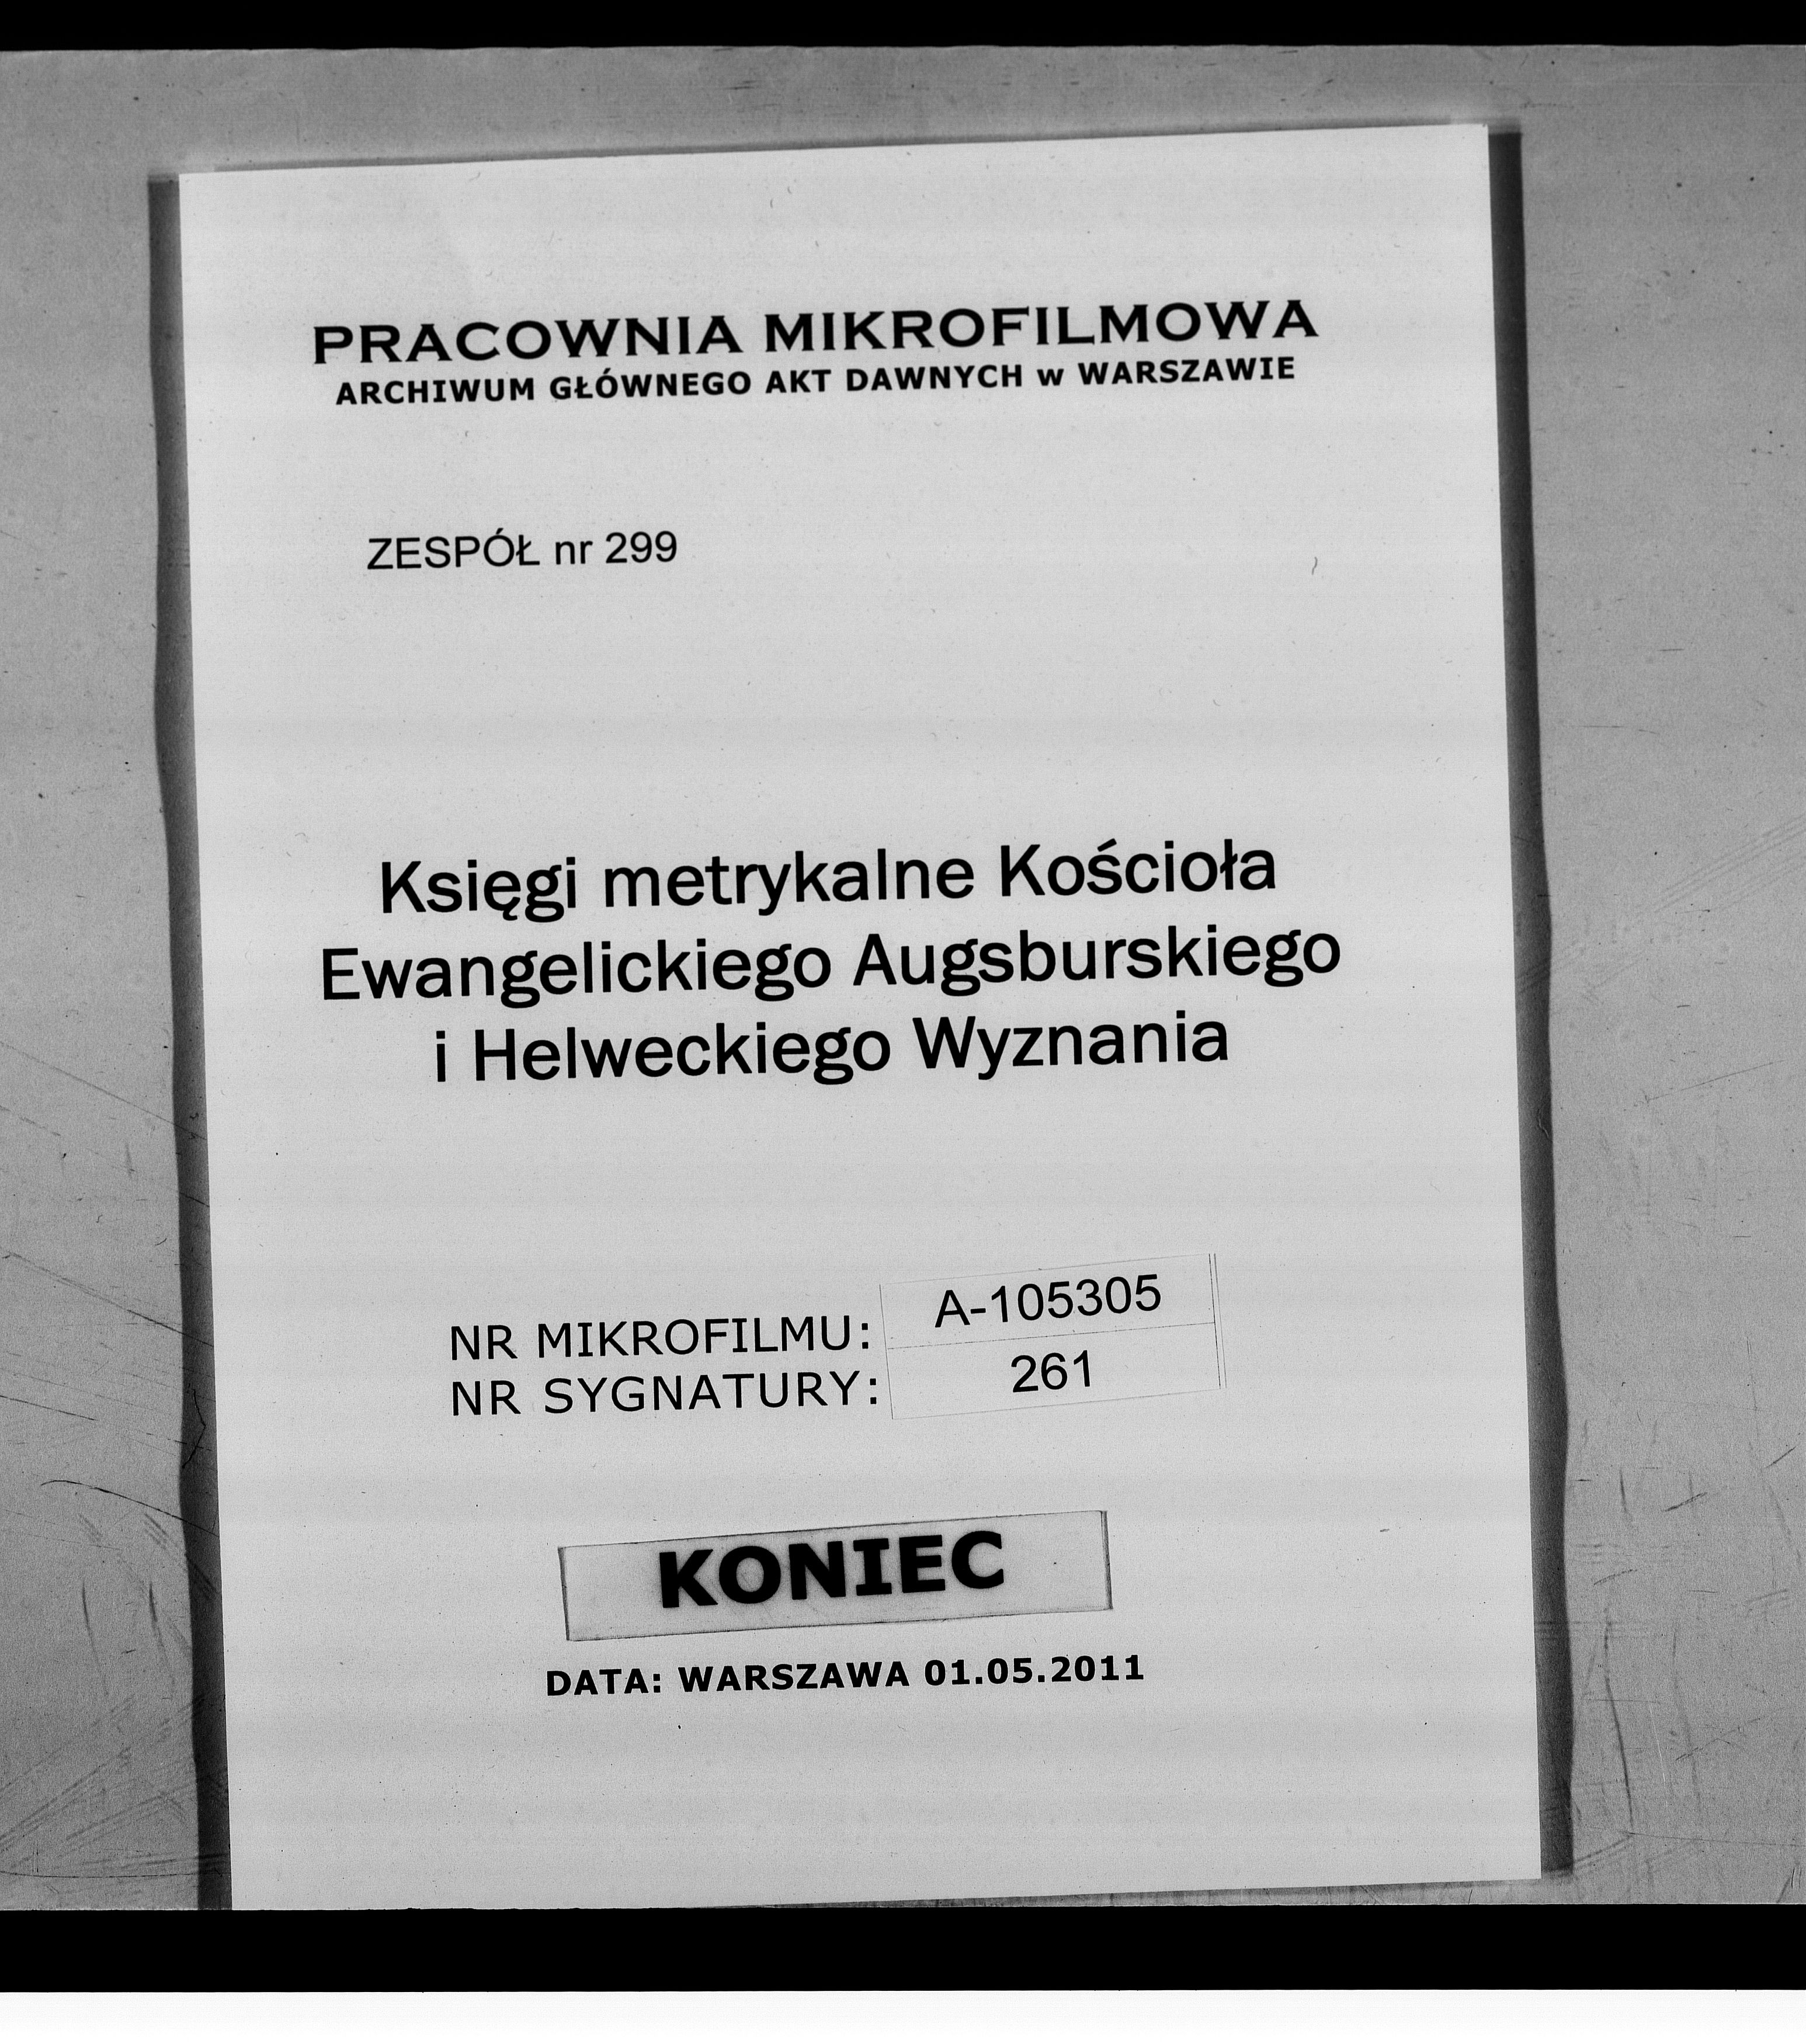 PRACOWNIA MIKROFILMOWA
ARCHIWUM GŁÓWNEGO AKT DAWNYCH w WARSZAWIE
ZESPÓŁ nr 299
Księgi metrykalne Kościoła
Ewangelickiego Augsburskiego
i Helweckiego Wyznania
NR MIKROFILMU: A-105305
NR SYGNATURY: 261
KONIEC
DATA: WARSZAWA 01.05.2011